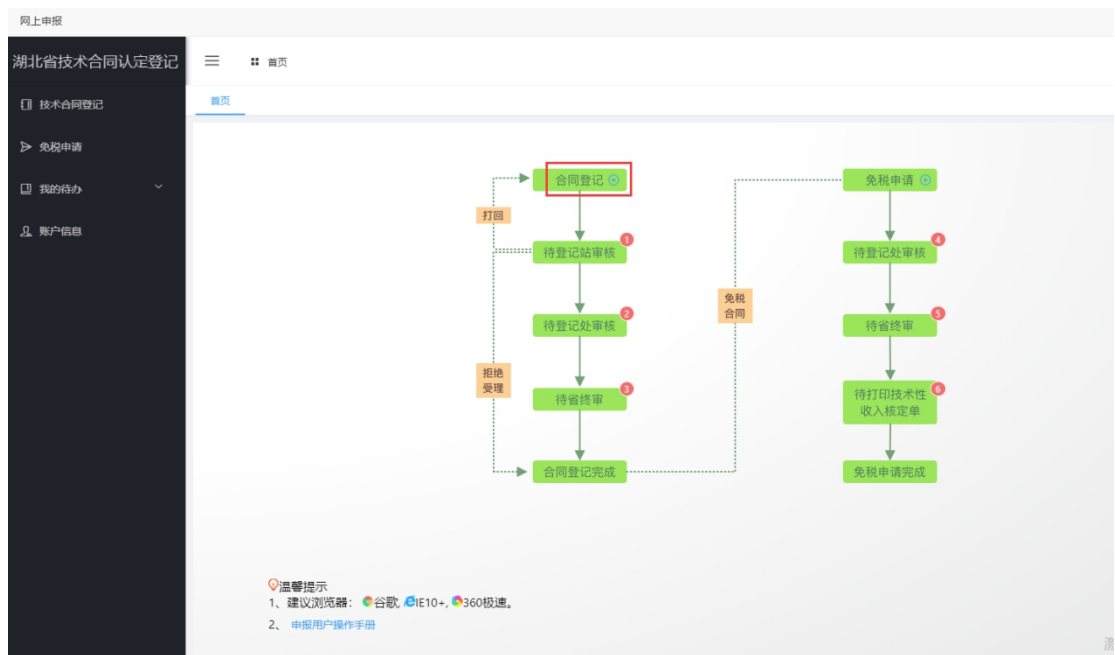 网上申报
湖北省技术合同认定登记
首页
技术合同登记
首页
免税申请
我的待办
账户信息
合同登记
免税申请
打回
待登记站审核
1
待登记处审核
4
免税
合同
待登记处审核
2
待省终审
5
拒绝
受理
待省终审
3
待打印技术性
收入核定单
6
合同登记完成
免税申请完成
温馨提示
1、建议浏览器： 谷歌, IE10+, 360极速。
2、 申报用户操作手册